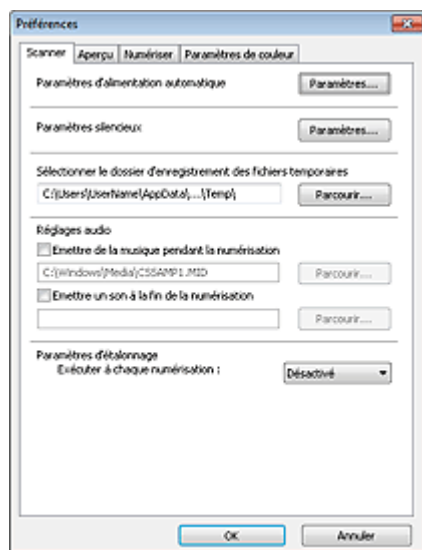 Préférences
Scanner Aperçu Numériser Paramètres de couleur
Paramètres d'alimentation automatique Paramètres....
Paramètres silencieux Paramètres....
Sélectionner le dossier d'enregistrement des fichiers temporaires
C:\Users\UserName\AppData\...\Temp\ Parcourir....
Réglages audio
Emettre de la musique pendant la numérisation
C:\Windows\Media\CSSAMP1.MID Parcourir....
Emettre un son à la fin de la numérisation
Parcourir....
Paramètres d'étalonnage
Exécuter à chaque numérisation : Désactivé
OK Annuler